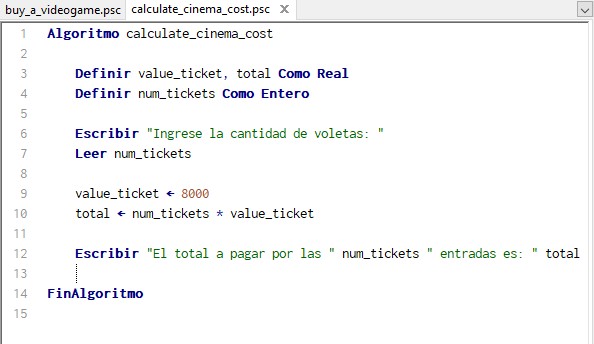 buy_a_videogame.psc calculate_cinema_cost.psc ×
1 Algoritmo calculate_cinema_cost
2
3 Definir value_ticket, total Como Real
4 Definir num_tickets Como Entero
5
6 Escribir "Ingrese la cantidad de voletas: "
7 Leer num_tickets
8
9 value_ticket ← 8000
10 total ← num_tickets * value_ticket
11
12 Escribir "El total a pagar por las " num_tickets " entradas es: " total
13
14 FinAlgoritmo
15